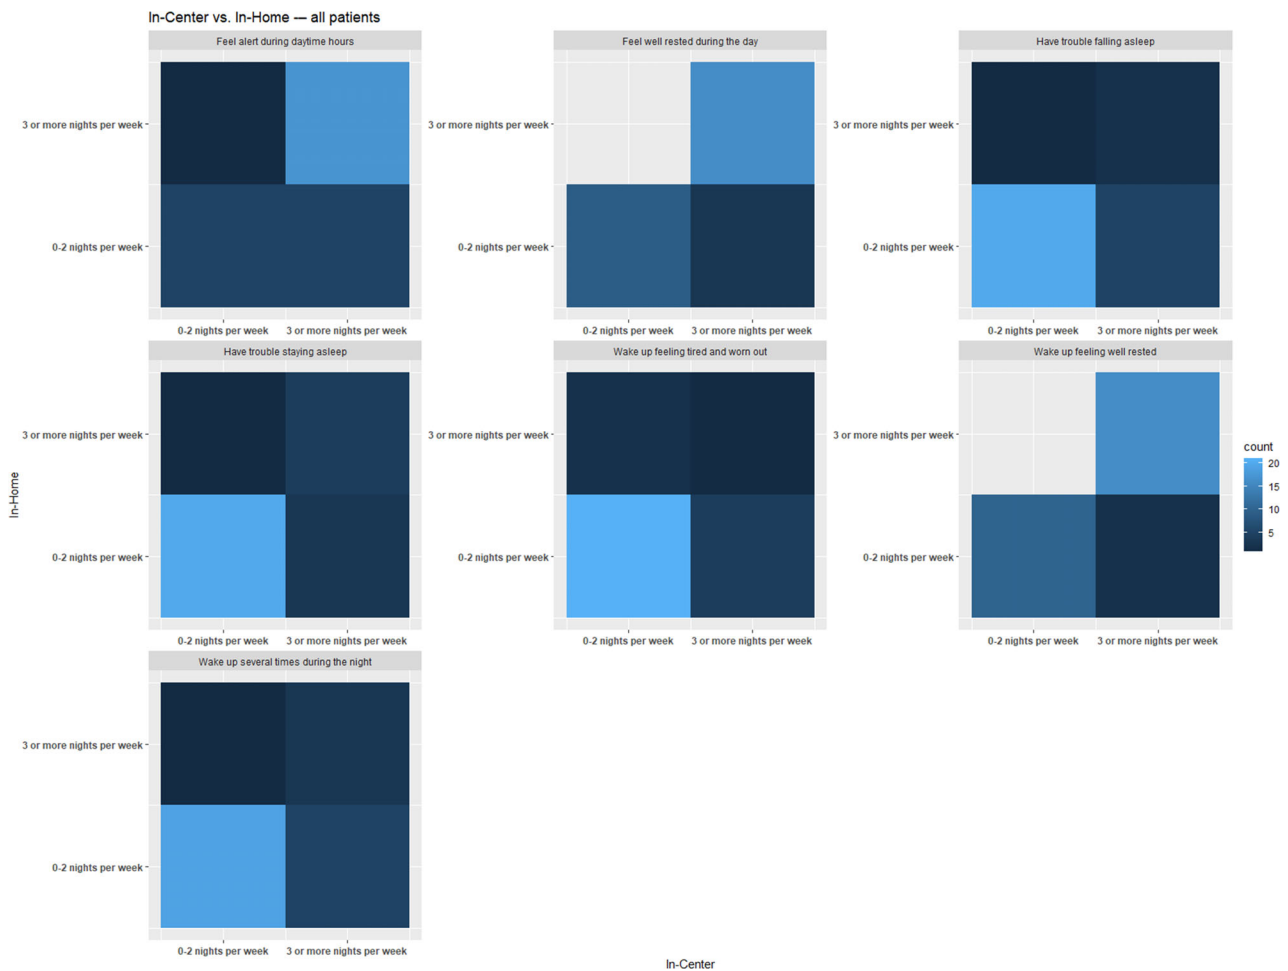 In-Center vs. In-Home --- all patients
Feel alert during daytime hours
Feel well rested during the day
Have trouble falling asleep
3 or more nights per week
3 or more nights per week
3 or more nights per week
0-2 nights per week
0-2 nights per week
0-2 nights per week
0-2 nights per week 3 or more nights per week
0-2 nights per week 3 or more nights per week
0-2 nights per week 3 or more nights per week
Have trouble staying asleep
Wake up feeling tired and worn out
Wake up feeling well rested
3 or more nights per week
3 or more nights per week
3 or more nights per week
In-Home
count
20
15
10
5
0-2 nights per week
0-2 nights per week
0-2 nights per week
0-2 nights per week 3 or more nights per week
0-2 nights per week 3 or more nights per week
0-2 nights per week 3 or more nights per week
Wake up several times during the night
3 or more nights per week
0-2 nights per week
0-2 nights per week 3 or more nights per week
In-Center